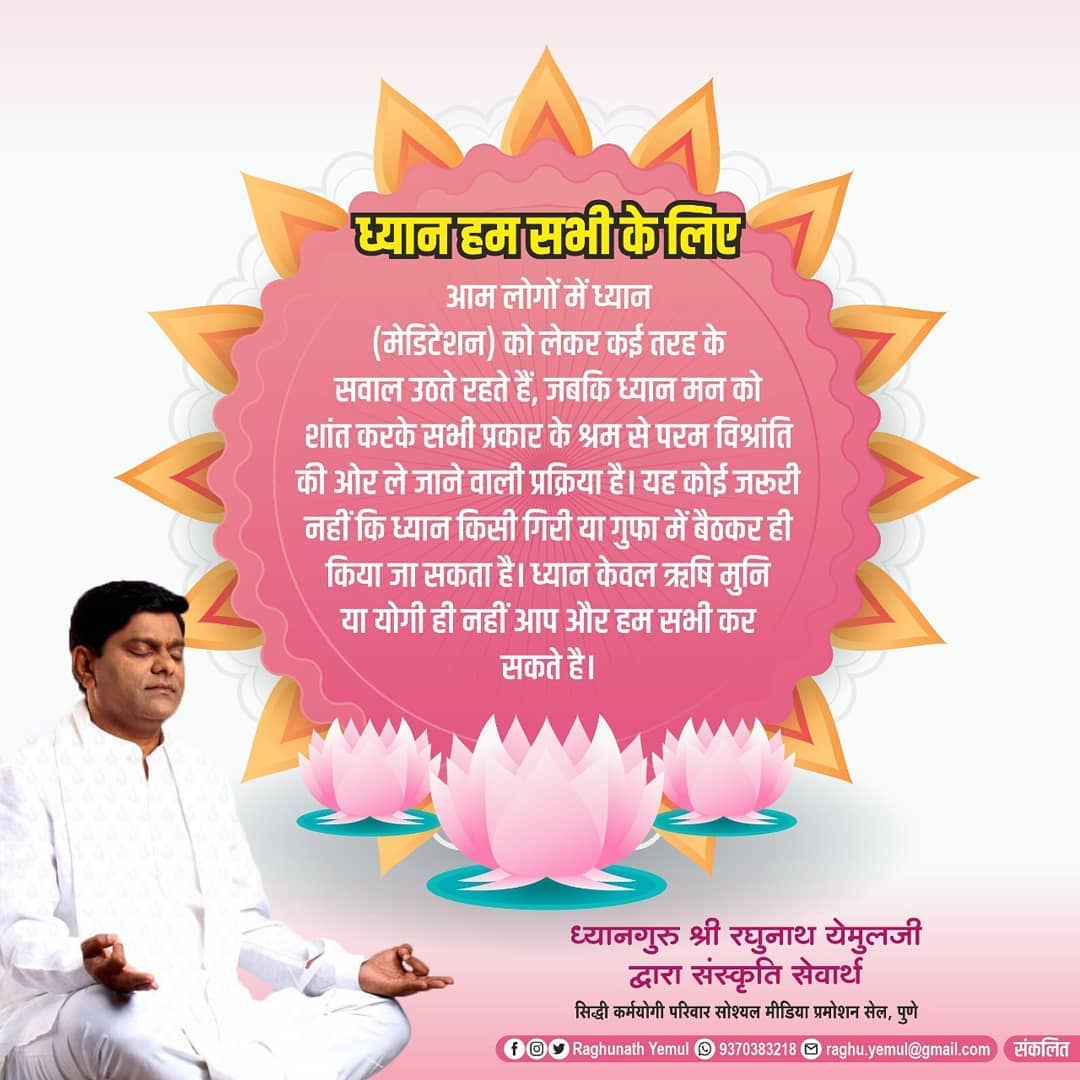 ध्यान हम सभी के लिए
आम लोगों में ध्यान
(मेडिटेशन) को लेकर कई तरह के
सवाल उठते रहते हैं, जबकि ध्यान मन को
शांत करके सभी प्रकार के श्रम से परम विश्रांति
की ओर ले जाने वाली प्रक्रिया है। यह कोई जरूरी
नहीं कि ध्यान किसी गिरी या गुफा में बैठकर ही
किया जा सकता है। ध्यान केवल ऋषि मुनि
या योगी ही नहीं आप और हम सभी कर
सकते है।
ध्यानगुरु श्री रघुनाथ येमुलजी
द्वारा संस्कृति सेवार्थ
सिद्धी कर्मयोगी परिवार सोश्यल मीडिया प्रमोशन सेल, पुणे
Raghunath Yemul 9370383218 raghu.yemul@gmail.com संकलित